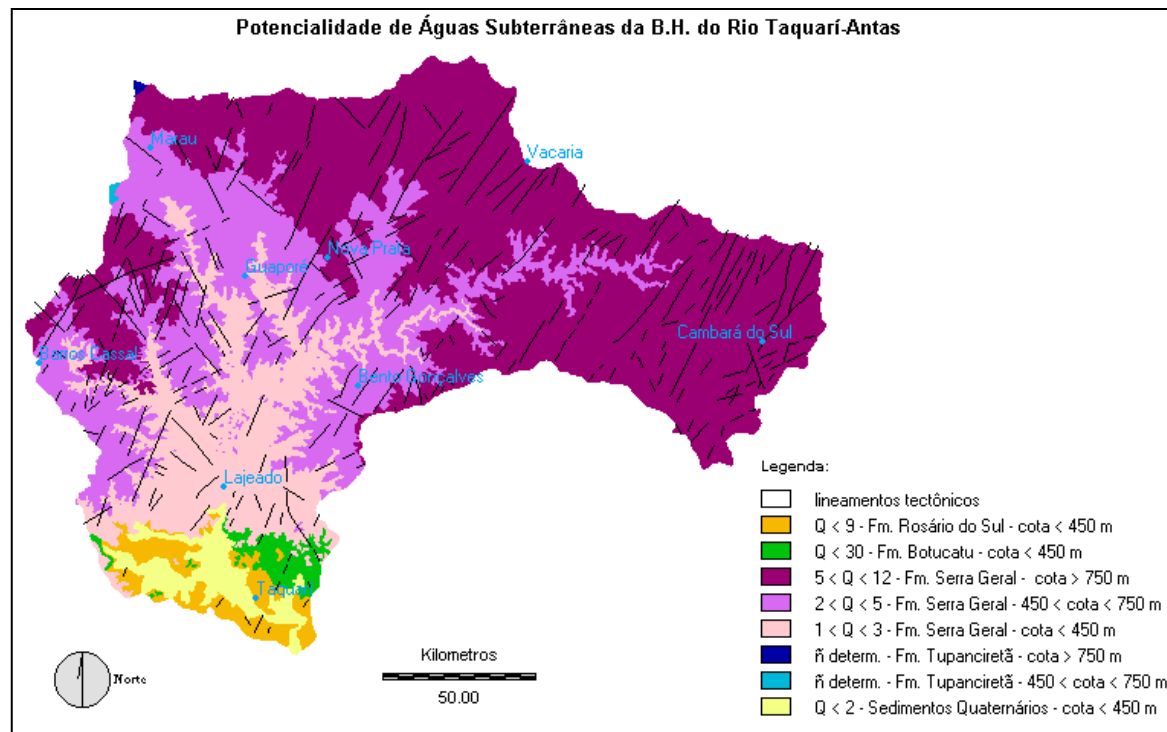 Potencialidade de Águas Subterrâneas da B.H. do Rio Taquarí-Antas
Marau
Vacaria
Nova Prata
Guaporé
Cambará do Sul
Barros Cassal
Bento Gonçalves
Lajeado
Taquari
Legenda:
lineamentos tectônicos
Q < 9 - Fm. Rosário do Sul - cota < 450 m
Q < 30 - Fm. Botucatu - cota < 450 m
5 < Q < 12 - Fm. Serra Geral - cota > 750 m
2 < Q < 5 - Fm. Serra Geral - 450 < cota < 750 m
1 < Q < 3 - Fm. Serra Geral - cota < 450 m
ñ determ. - Fm. Tupanciretã - cota > 750 m
ñ determ. - Fm. Tupanciretã - 450 < cota < 750 m
Q < 2 - Sedimentos Quaternários - cota < 450 m
Kilometros
50.00
Norte